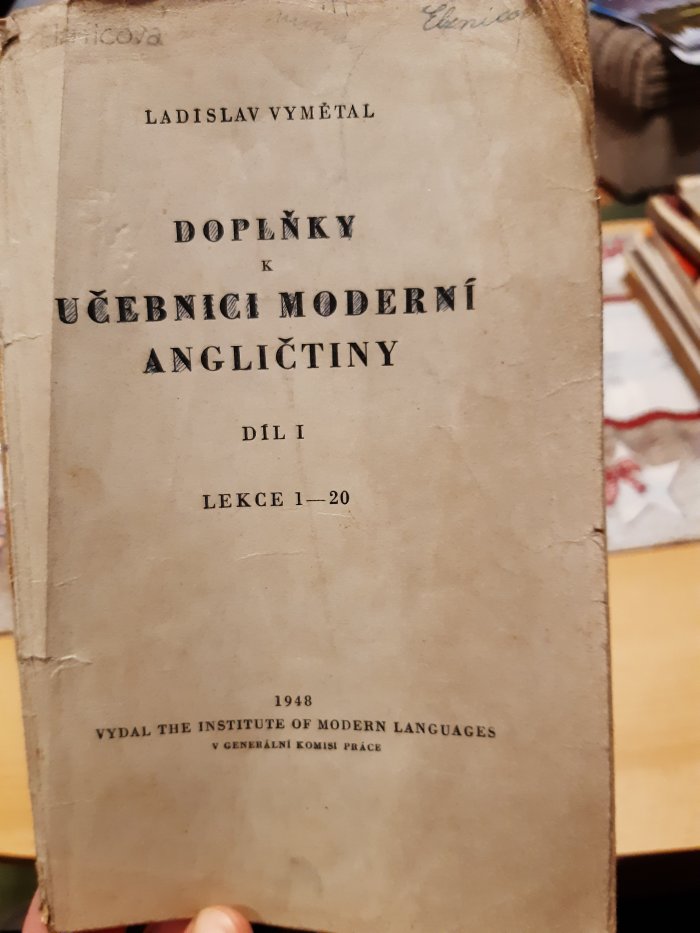 LADISLAV VYMĚTAL
DOPLŇKY
K
UČEBNICI MODERNÍ
ANGLIČTINY
DÍL I
LEKCE 1—20
1948
VYDAL THE INSTITUTE OF MODERN LANGUAGES
V GENERÁLNÍ KOMISI PRÁCE